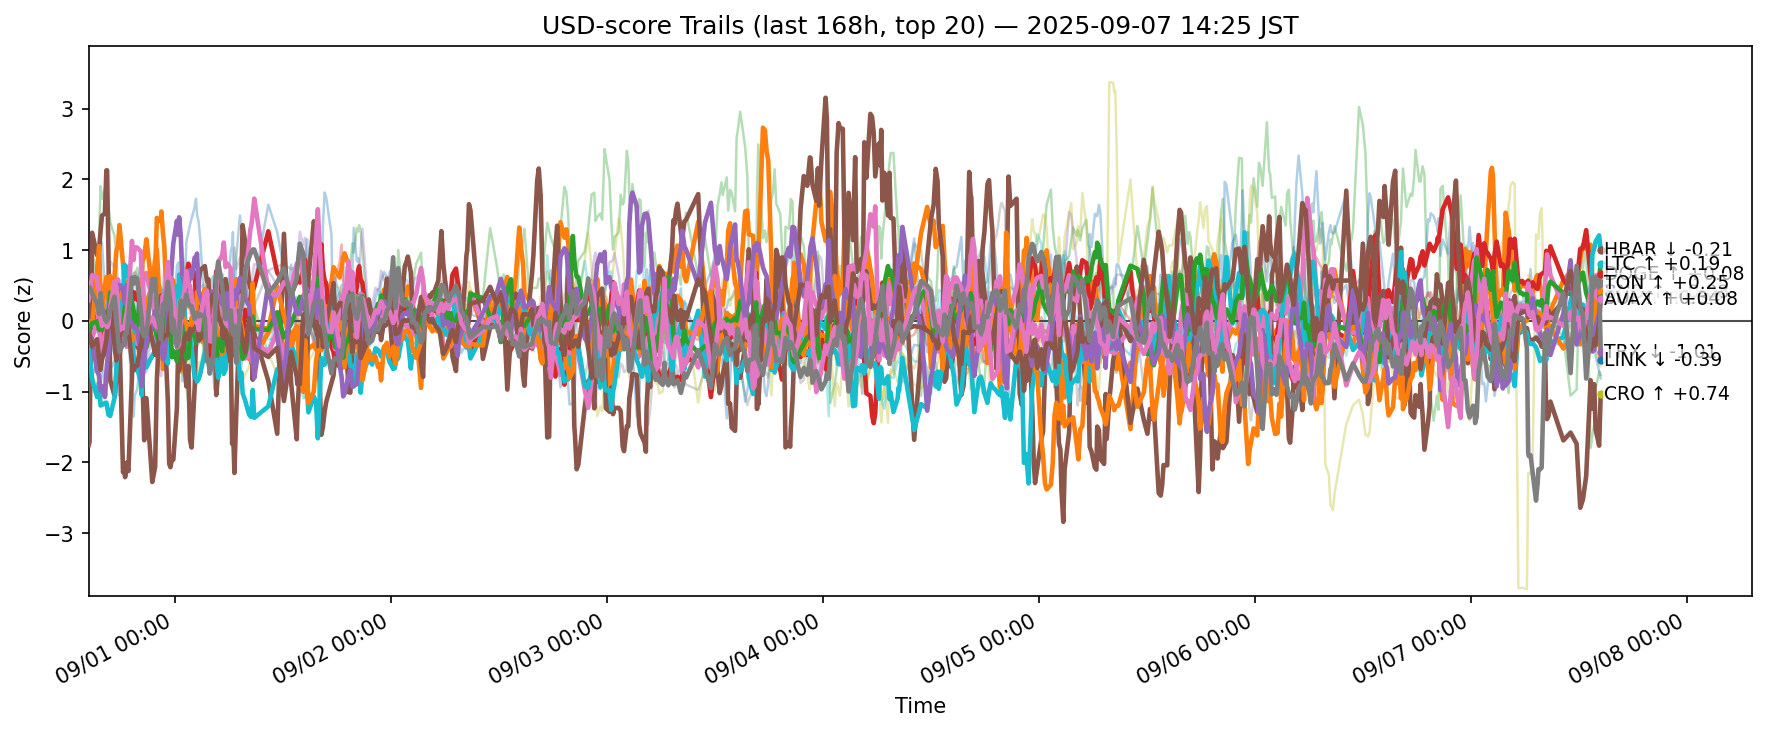 USD-score Trails (last 168h, top 20) — 2025-09-07 14:25 JST
Score (z)
3
2
1
0
−1
−2
−3
HBAR ↓ -0.21
LTC ↑ +0.19
TON ↑ +0.25
AVAX ↑ +0.08
TRX ↓ -1.01
LINK ↓ -0.39
CRO ↑ +0.74
09/01 00:00
09/02 00:00
09/03 00:00
09/04 00:00
09/05 00:00
09/06 00:00
09/07 00:00
09/08 00:00
Time